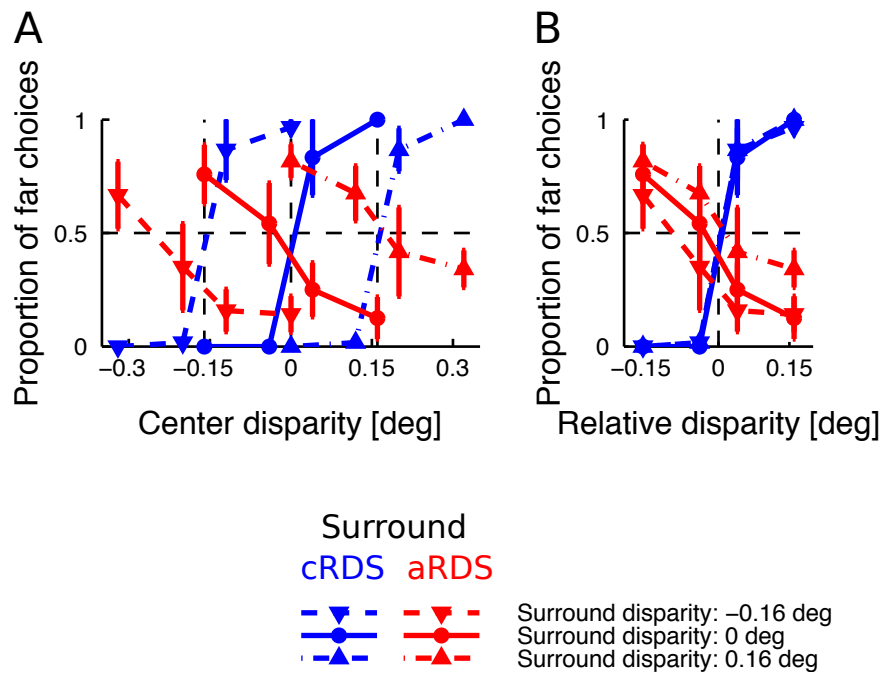 A
B
Proportion of far choices
1
0.5
0
−0.3
−0.15
0
0.15
0.3
Center disparity [deg]
Proportion of far choices
1
0.5
0
−0.15
0
0.15
Relative disparity [deg]
Surround
cRDS aRDS
Surround disparity: −0.16 deg
Surround disparity: 0 deg
Surround disparity: 0.16 deg